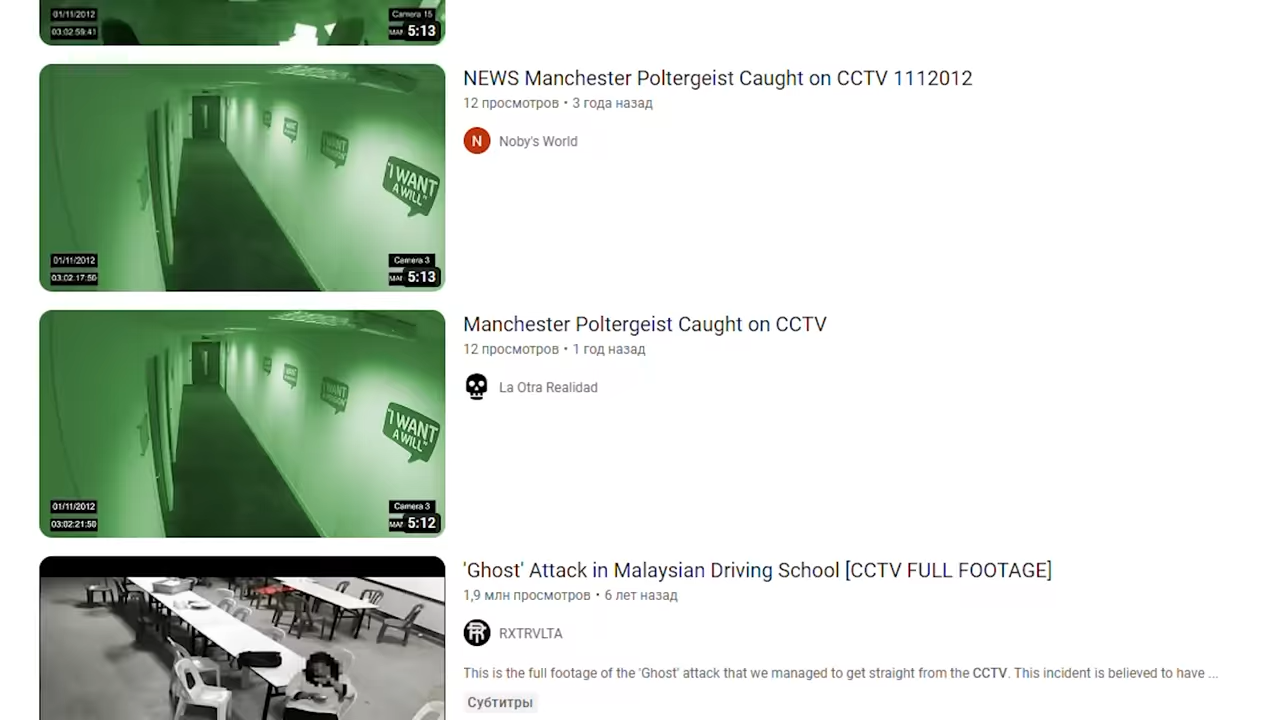 01/11/2012
Camera 15
03:02:59:41
MAN
5:13
NEWS Manchester Poltergeist Caught on CCTV 1112012
12 просмотров • 3 года назад
N
Noby's World
"I WANT
A WILL"
01/11/2012
Camera 3
03:02:17:50
MAN
5:13
Manchester Poltergeist Caught on CCTV
12 просмотров • 1 год назад
La Otra Realidad
"I WANT
A WILL"
01/11/2012
Camera 3
03:02:21:50
MAN
5:12
'Ghost' Attack in Malaysian Driving School [CCTV FULL FOOTAGE]
1,9 млн просмотров • 6 лет назад
RXTRVLTA
This is the full footage of the 'Ghost' attack that we managed to get straight from the CCTV. This incident is believed to have ...
Субтитры